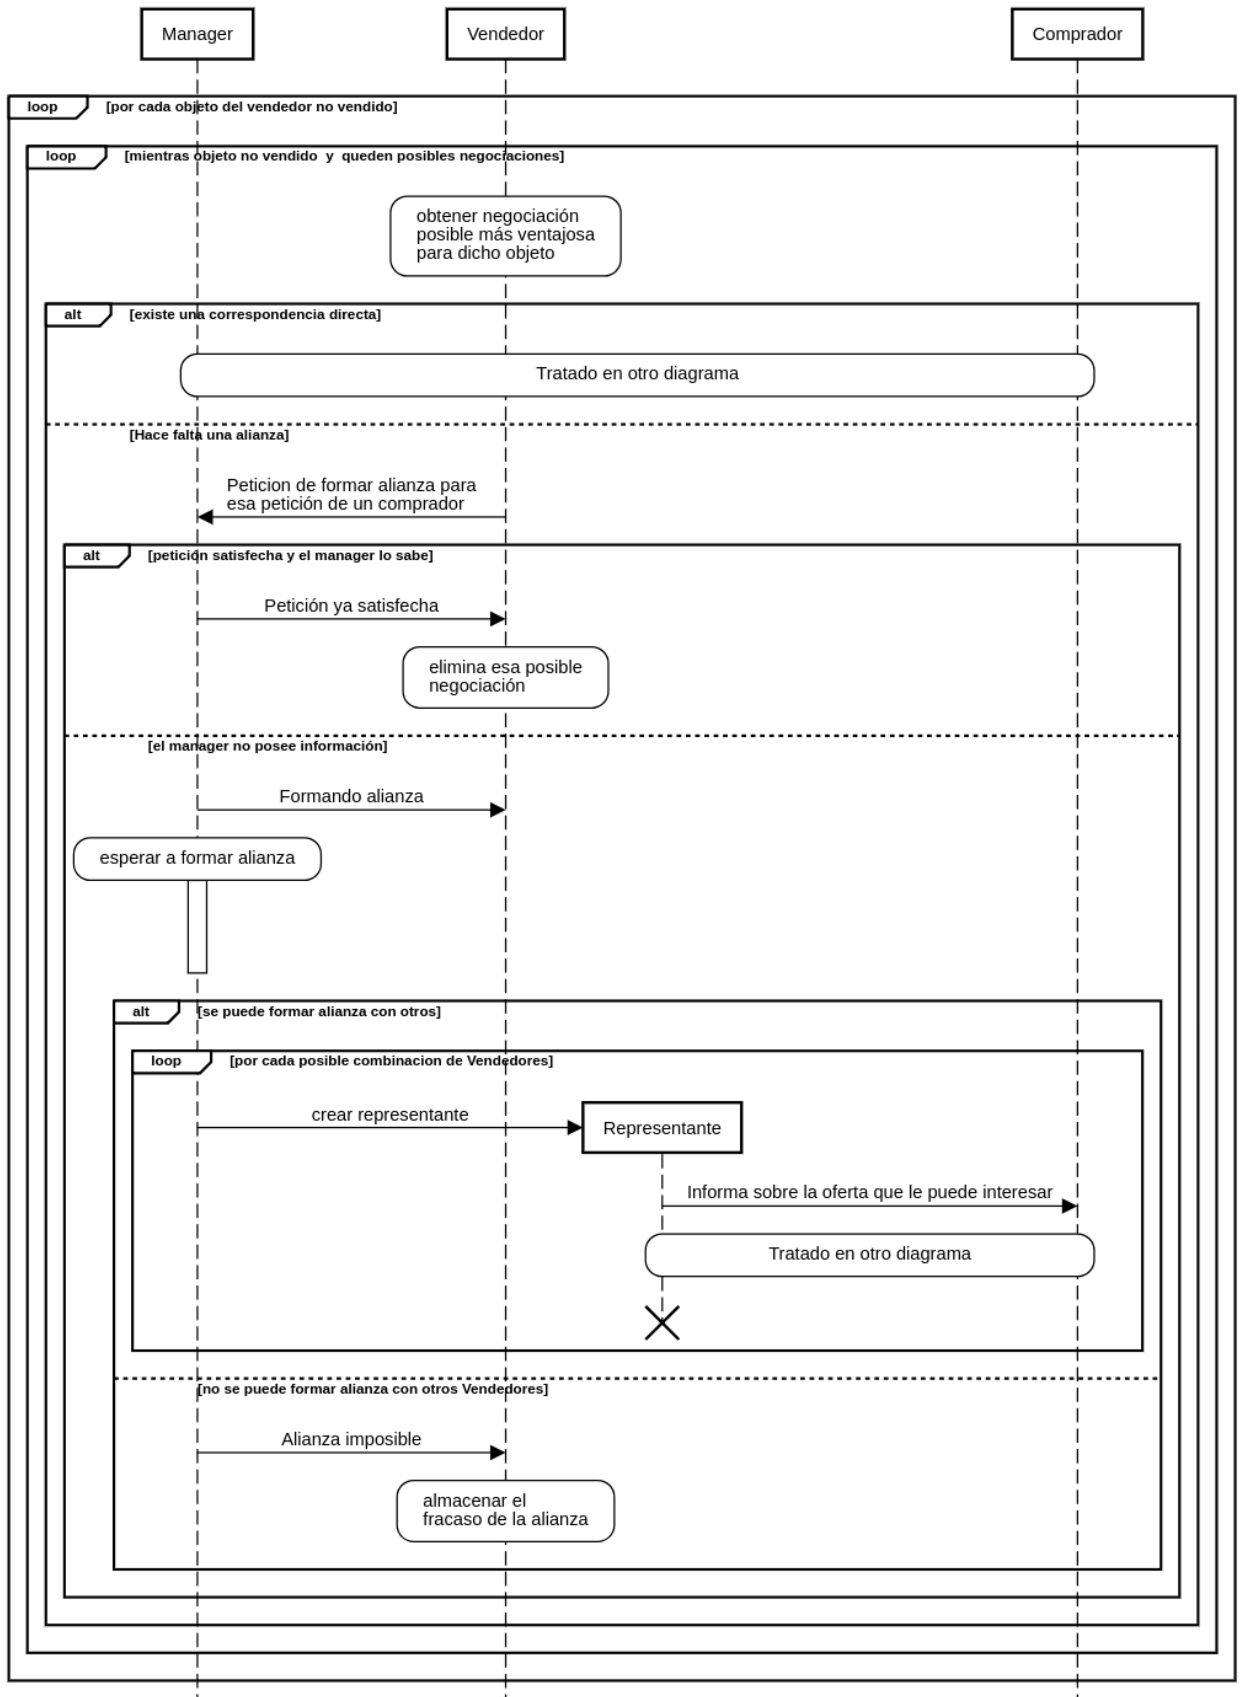 Manager
Vendedor
Comprador
loop
[por cada objeto del vendedor no vendido]
loop
[mientras objeto no vendido  y  queden posibles negociaciones]
obtener negociación
posible más ventajosa
para dicho objeto
alt
[existe una correspondencia directa]
Tratado en otro diagrama
[Hace falta una alianza]
Peticion de formar alianza para
esa petición de un comprador
alt
[petición satisfecha y el manager lo sabe]
Petición ya satisfecha
elimina esa posible
negociación
[el manager no posee información]
Formando alianza
esperar a formar alianza
alt
[se puede formar alianza con otros]
loop
[por cada posible combinacion de Vendedores]
crear representante
Representante
Informa sobre la oferta que le puede interesar
Tratado en otro diagrama
[no se puede formar alianza con otros Vendedores]
Alianza imposible
almacenar el
fracaso de la alianza